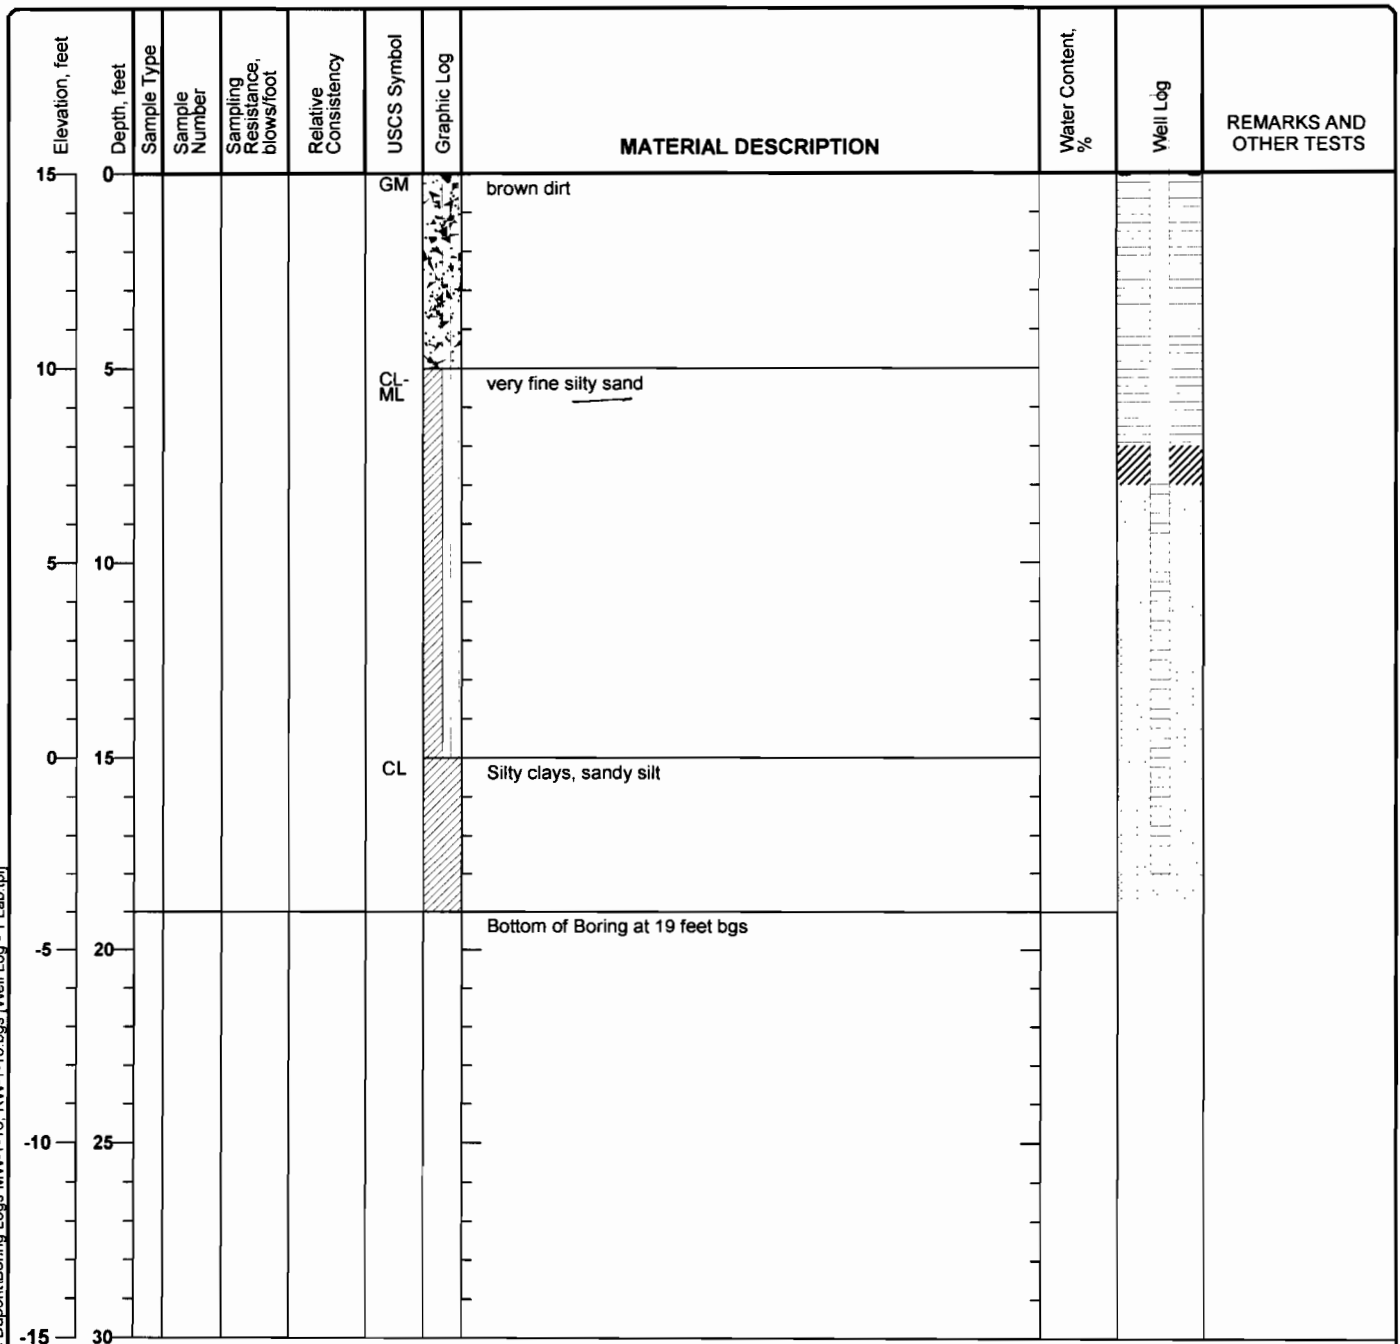 Elevation, feet
Depth, feet
Sample Type
Sample
Number
Sampling
Resistance,
blows/foot
Relative
Consistency
USCS Symbol
Graphic Log
MATERIAL DESCRIPTION
Water Content,
%
Well Log
REMARKS AND
OTHER TESTS
15 0 GM brown dirt
10 5 CL-
ML very fine silty sand
5 10
0 15 CL Silty clays, sandy silt
Bottom of Boring at 19 feet bgs
-5 20
-10 25
-15 30